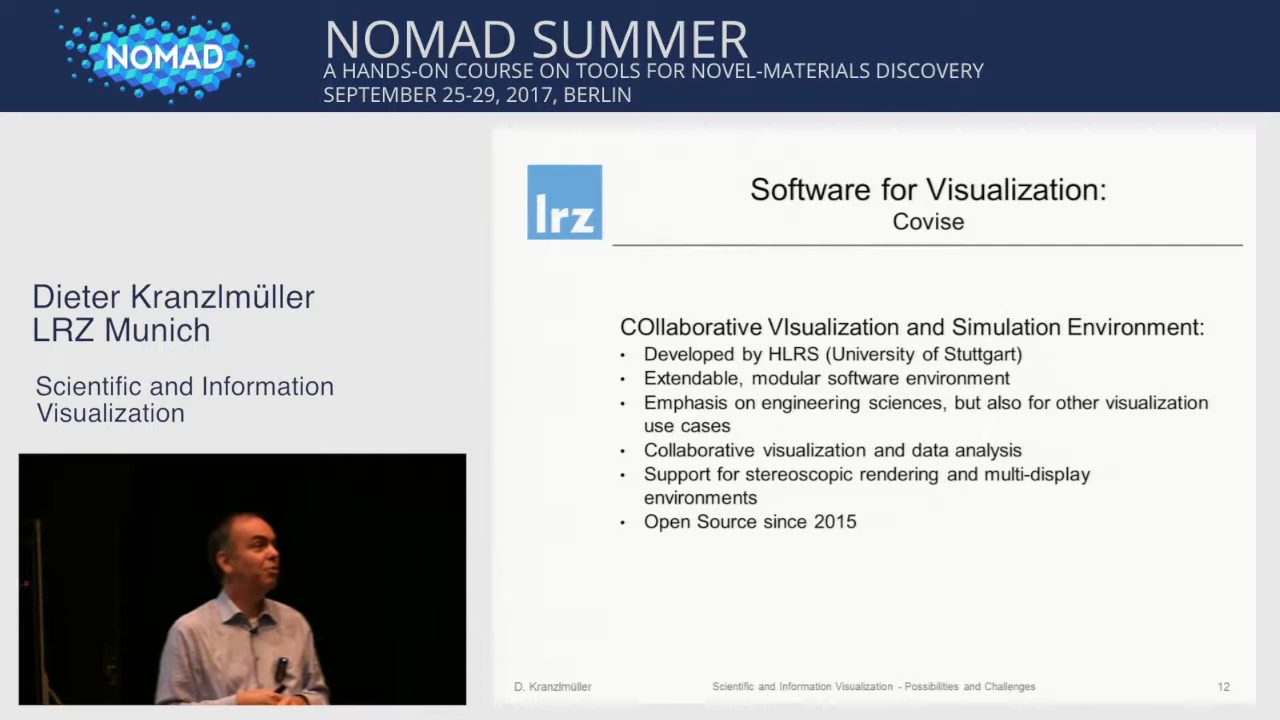 NOMAD
NOMAD SUMMER
A HANDS-ON COURSE ON TOOLS FOR NOVEL-MATERIALS DISCOVERY
SEPTEMBER 25-29, 2017, BERLIN
Dieter Kranzlmüller
LRZ Munich
Scientific and Information
Visualization
lrz
Software for Visualization:
Covise
COllaborative VIsualization and Simulation Environment:
• Developed by HLRS (University of Stuttgart)
• Extendable, modular software environment
• Emphasis on engineering sciences, but also for other visualization
use cases
• Collaborative visualization and data analysis
• Support for stereoscopic rendering and multi-display
environments
• Open Source since 2015
D. Kranzlmüller
Scientific and Information Visualization - Possibilities and Challenges
12